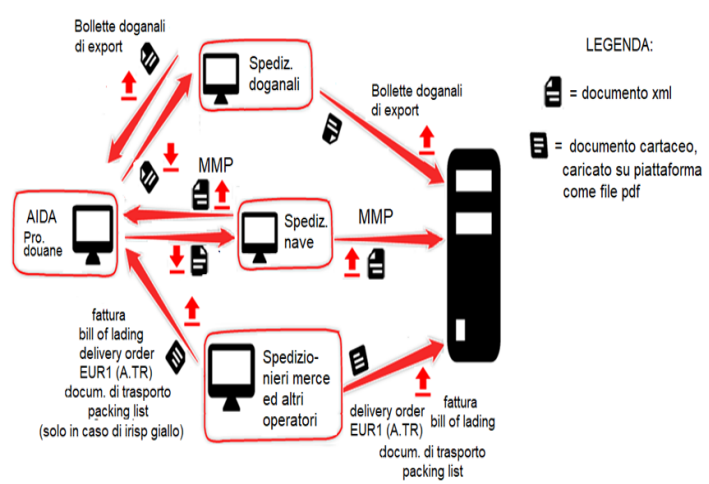 Bollette doganali
di export
Spediz.
doganali
Bollette doganali
di export
LEGENDA:
= documento xml
= documento cartaceo,
caricato su piattaforma
come file pdf
MMP
AIDA
Pro.
douane
Spediz.
nave
MMP
fattura
bill of lading
delivery order
EUR1 (A.TR)
docum. di trasporto
packing list
(solo in caso di irisp giallo)
Spedizio-
nieri merce
ed altri
operatori
delivery order
EUR1 (A.TR)
fattura
bill of lading
docum. di trasporto
packing list